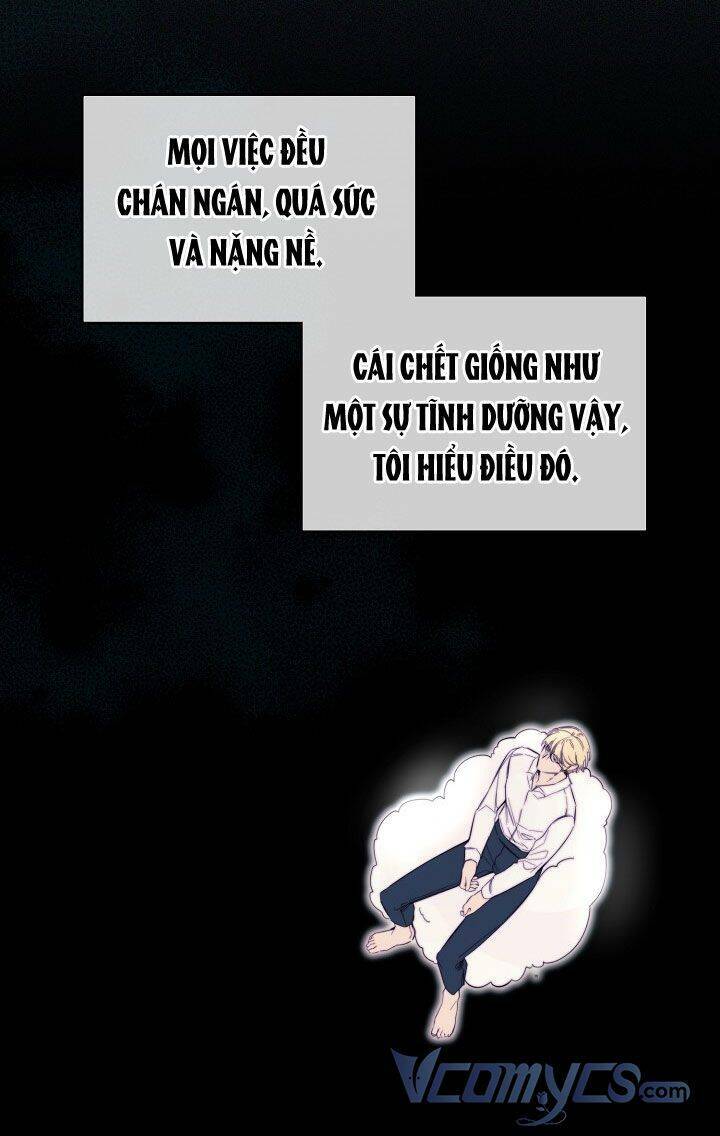 MỌI VIỆC ĐỀU
CHÁN NGÁN, QUÁ SỨC
VÀ NẶNG NỀ.
CÁI CHẾT GIỐNG NHƯ
MỘT SỰ TĨNH DƯỠNG VẬY,
TÔI HIỂU ĐIỀU ĐÓ.
VCOMYCS.com